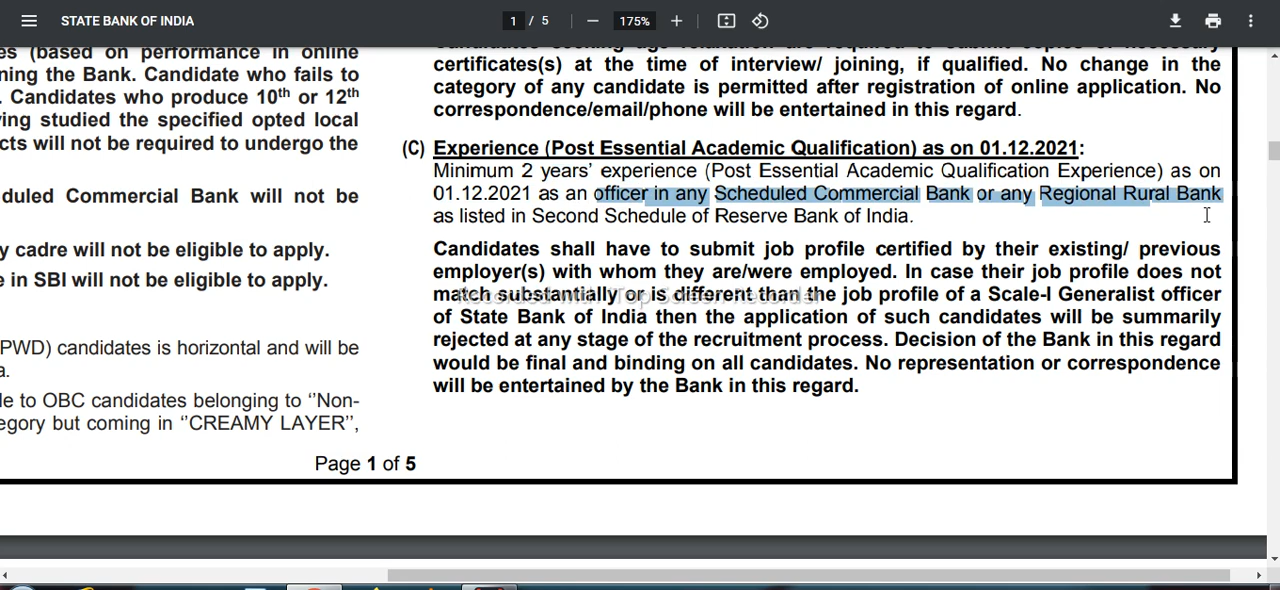 STATE BANK OF INDIA
1 / 5
175%
es (based on performance in online
ning the Bank. Candidate who fails to
. Candidates who produce 10th or 12th
ving studied the specified opted local
cts will not be required to undergo the
duled Commercial Bank will not be
y cadre will not be eligible to apply.
e in SBI will not be eligible to apply.
PWD) candidates is horizontal and will be
a.
le to OBC candidates belonging to ‘’Non-
egory but coming in ‘’CREAMY LAYER’’,
certificates(s) at the time of interview/ joining, if qualified. No change in the
category of any candidate is permitted after registration of online application. No
correspondence/email/phone will be entertained in this regard.
(C) Experience (Post Essential Academic Qualification) as on 01.12.2021:
Minimum 2 years’ experience (Post Essential Academic Qualification Experience) as on
01.12.2021 as an officer in any Scheduled Commercial Bank or any Regional Rural Bank
as listed in Second Schedule of Reserve Bank of India.
Candidates shall have to submit job profile certified by their existing/ previous
employer(s) with whom they are/were employed. In case their job profile does not
match substantially or is different than the job profile of a Scale-I Generalist officer
of State Bank of India then the application of such candidates will be summarily
rejected at any stage of the recruitment process. Decision of the Bank in this regard
would be final and binding on all candidates. No representation or correspondence
will be entertained by the Bank in this regard.
Page 1 of 5